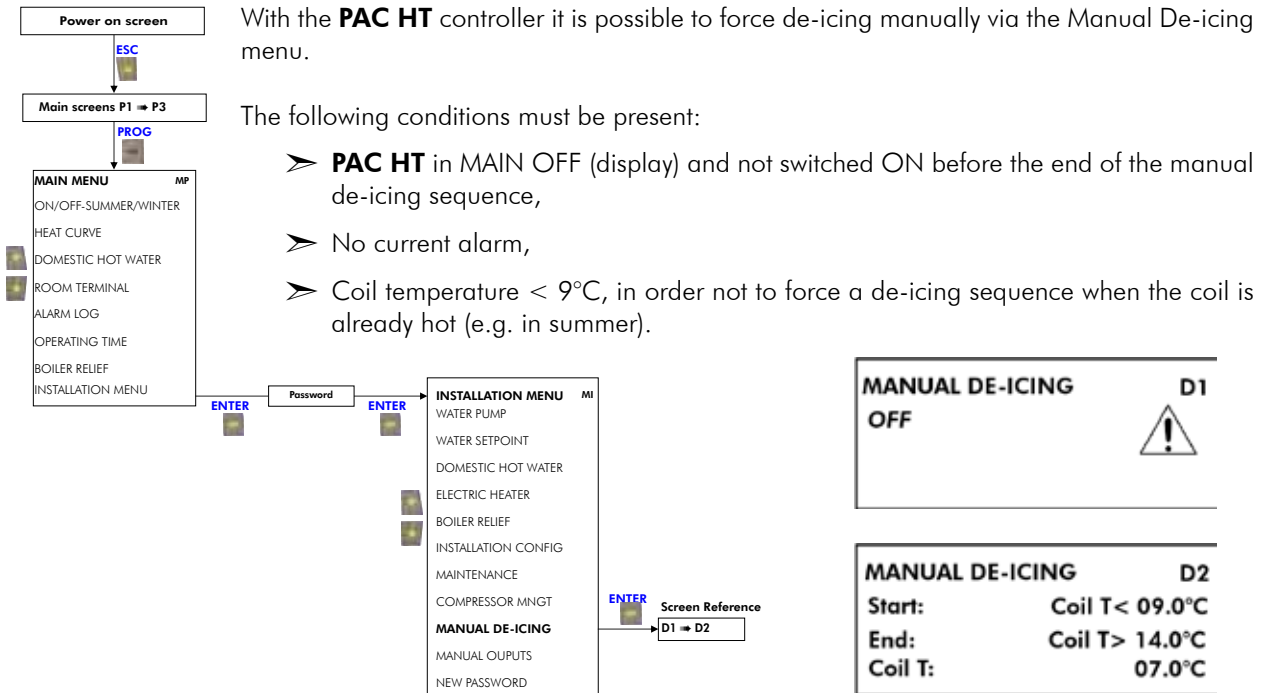 Power on screen
ESC
Main screens P1 ➠ P3
PROG
MAIN MENU MP
ON/OFF-SUMMER/WINTER
HEAT CURVE
DOMESTIC HOT WATER
ROOM TERMINAL
ALARM LOG
OPERATING TIME
BOILER RELIEF
INSTALLATION MENU
With the PAC HT controller it is possible to force de-icing manually via the Manual De-icing
menu.
The following conditions must be present:
➢ PAC HT in MAIN OFF (display) and not switched ON before the end of the manual
de-icing sequence,
➢ No current alarm,
➢ Coil temperature < 9°C, in order not to force a de-icing sequence when the coil is
already hot (e.g. in summer).
ENTER
Password
ENTER
INSTALLATION MENU MI
WATER PUMP
WATER SETPOINT
DOMESTIC HOT WATER
ELECTRIC HEATER
BOILER RELIEF
INSTALLATION CONFIG
MAINTENANCE
COMPRESSOR MNGT
MANUAL DE-ICING
MANUAL OUPUTS
NEW PASSWORD
ENTER
Screen Reference
D1 ➠ D2
MANUAL DE-ICING D1
OFF
MANUAL DE-ICING D2
Start: Coil T< 09.0°C
End: Coil T> 14.0°C
Coil T: 07.0°C